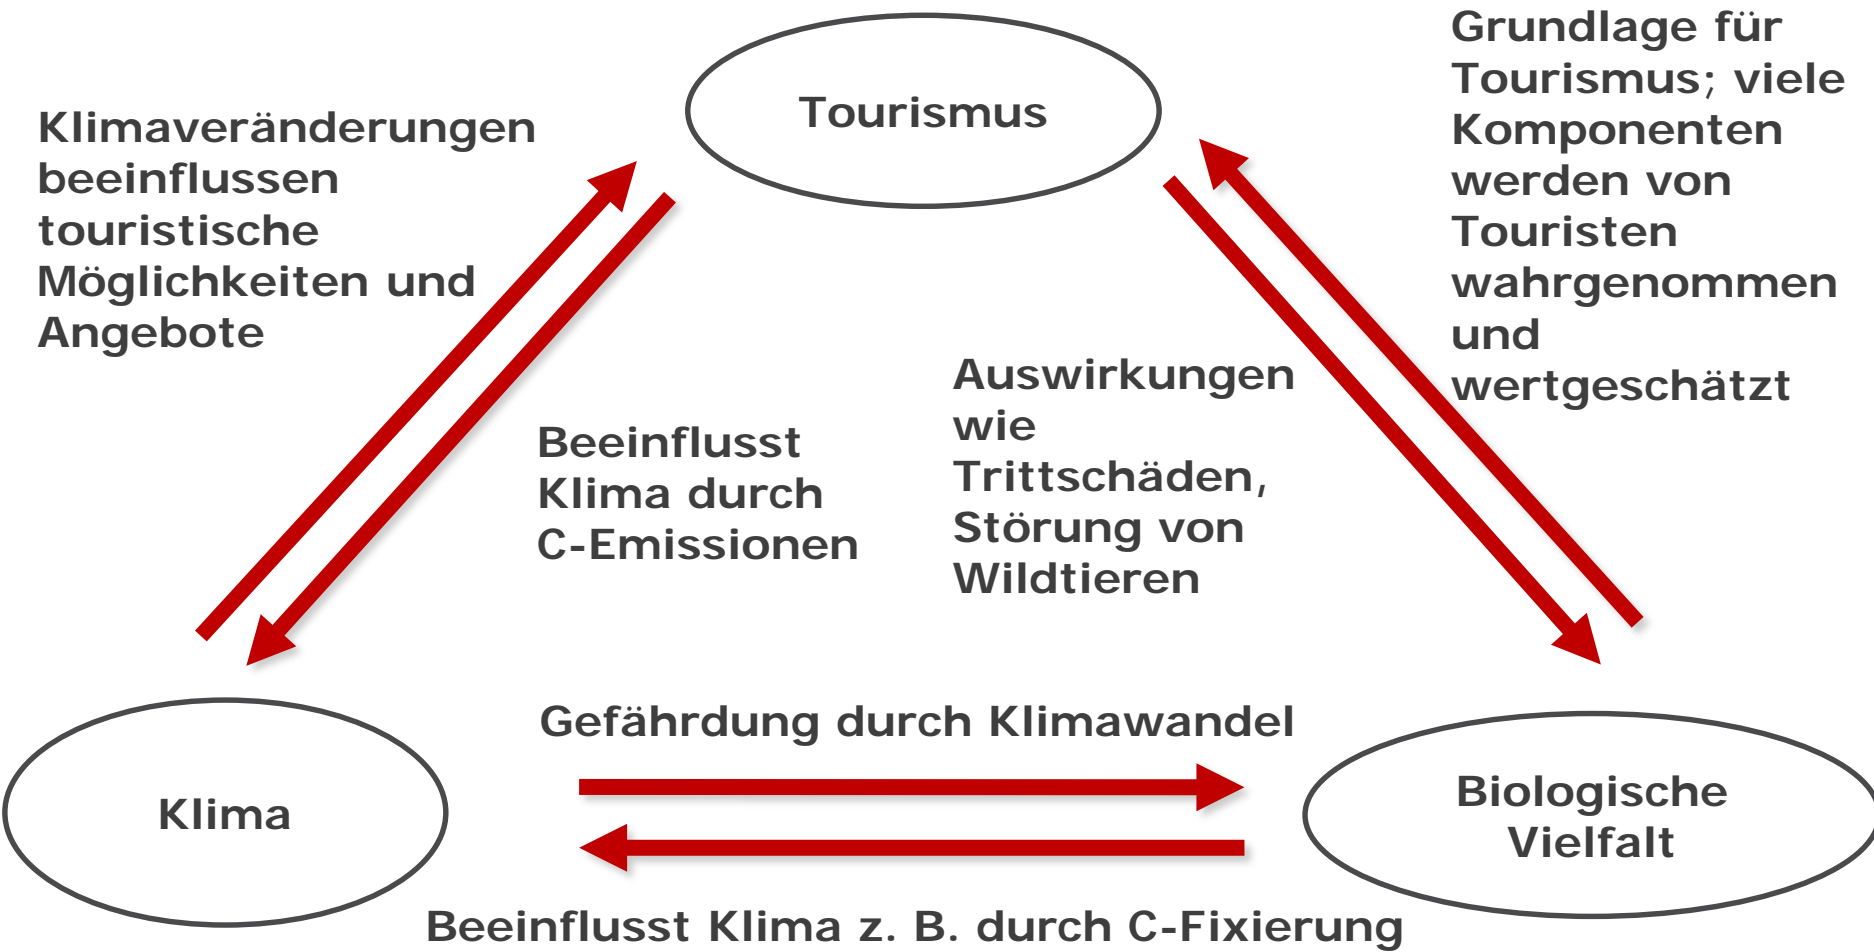 Tourismus
Klimaveränderungen
beeinflussen
touristische
Möglichkeiten und
Angebote
Grundlage für
Tourismus; viele
Komponenten
werden von
Touristen
wahrgenommen
und
wertgeschätzt
Beeinflusst
Klima durch
C-Emissionen
Auswirkungen
wie
Trittschäden,
Störung von
Wildtieren
Gefährdung durch Klimawandel
Klima
Biologische
Vielfalt
Beeinflusst Klima z. B. durch C-Fixierung